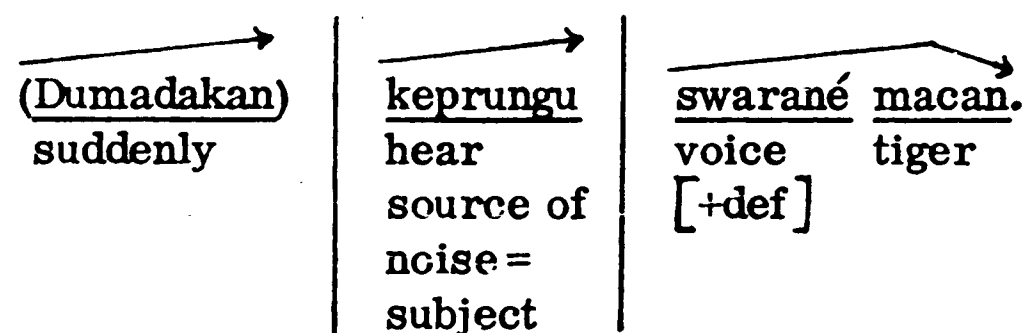 (Dumadakan) keprungu swarané macan.
suddenly hear voice tiger
source of [+def]
noise =
subject